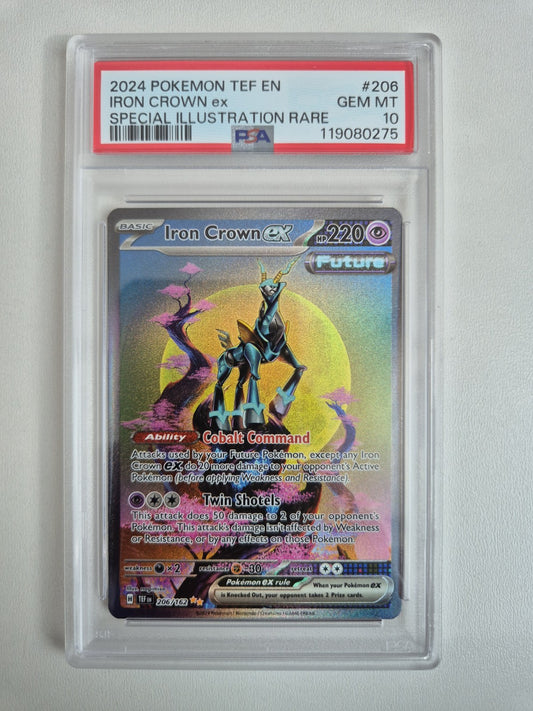 2024 POKEMON TEF EN #206
IRON CROWN ex GEM MT
SPECIAL ILLUSTRATION RARE 10
PSA 119080275
BASIC Iron Crown ex HP 220
Future
Ability Cobalt Command
Attacks used by your Future Pokémon, except any Iron
Crown ex, do 20 more damage to your opponent's Active
Pokémon (before applying Weakness and Resistance).
Twin Shotels
This attack does 50 damage to 2 of your opponent's
Pokémon. This attack's damage isn't affected by Weakness
or Resistance, or by any effects on those Pokémon.
weakness ×2 resistance -30 retreat
Pokémon ex rule When your Pokémon ex
is Knocked Out, your opponent takes 2 Prize cards.
H TEF EN 206/162